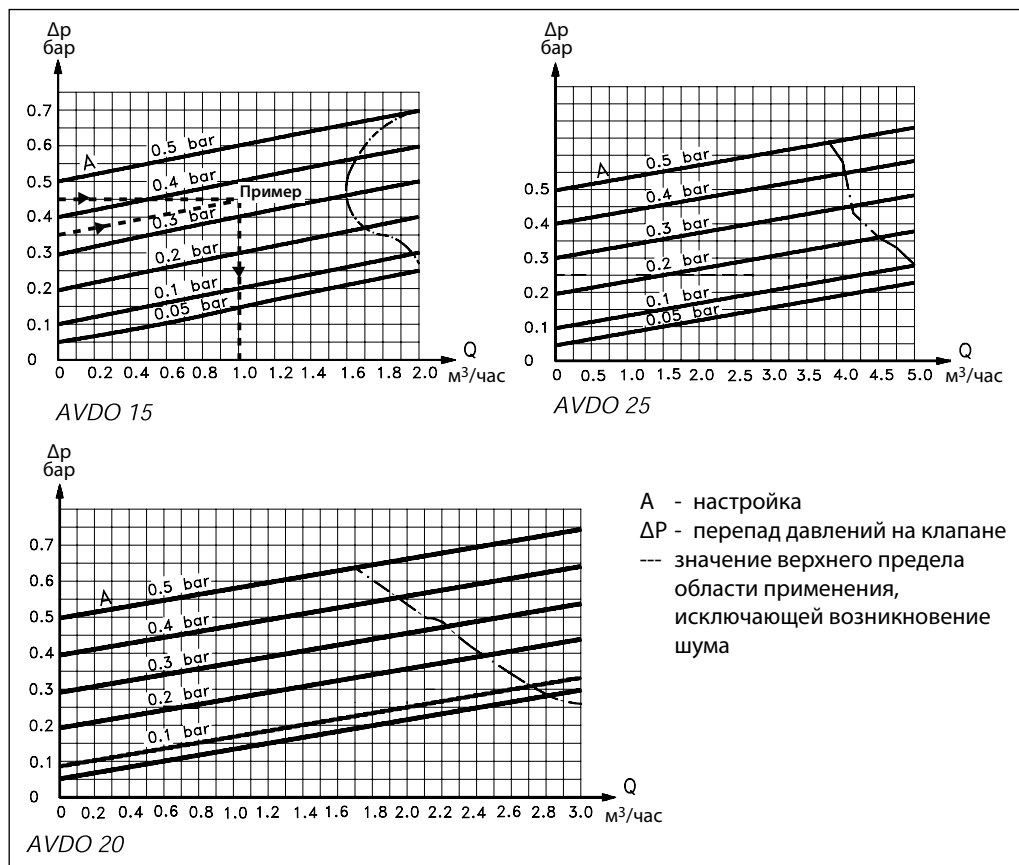 Δp
бар
0.7
0.6
0.5
0.4
0.3
0.2
0.1
0
A
0.5 bar
0.4 bar
Пример
0.3 bar
0.2 bar
0.1 bar
0.05 bar
0 0.2 0.4 0.6 0.8 1.0 1.2 1.4 1.6 1.8 2.0
Q
м³/час
AVDO 15
Δp
бар
0.5
0.4
0.3
0.2
0.1
0
A
0.5 bar
0.4 bar
0.3 bar
0.2 bar
0.1 bar
0.05 bar
0 0.5 1.0 1.5 2.0 2.5 3.0 3.5 4.0 4.5 5.0
Q
м³/час
AVDO 25
Δp
бар
0.7
0.6
0.5
0.4
0.3
0.2
0.1
0
A
0.5 bar
0.4 bar
0.3 bar
0.2 bar
0.1 bar
0 0.2 0.4 0.6 0.8 1.0 1.2 1.4 1.6 1.8 2.0 2.2 2.4 2.6 2.8 3.0
Q
м³/час
AVDO 20
A - настройка
ΔP - перепад давлений на клапане
--- значение верхнего предела
области применения,
исключающей возникновение
шума